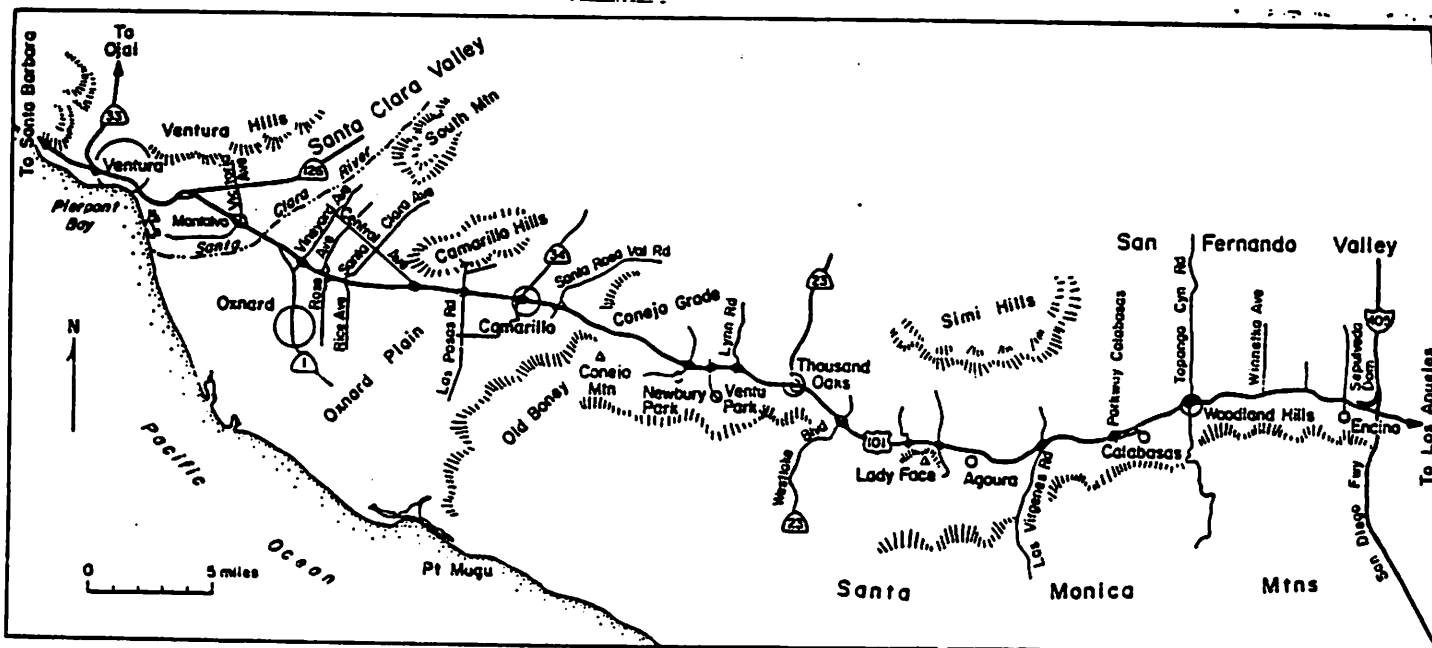 To
Ojai
To Santa Barbara
33
Ventura Hills
Santa Clara Valley
South Mtn
Ventura
Victoria
Ave
126
Clara River
Pierpont
Bay
Montalvo
Santa
Vineyard Ave
Central
Ave
Santa Clara Ave
Camarillo Hills
Rose
Ave
Rice Ave
Oxnard
1
Oxnard Plain
Las Posas Rd
34
Santa Rosa Val Rd
Camarillo
Conejo Grade
Old Boney
Conejo
Mtn
Newbury
Park
Lynn Rd
Ventu
Park
23
Thousand
Oaks
Simi Hills
Westlake Blvd
23
101
Lady Face
Agoura
Las Virgenes Rd
Parkway Calabasas
Calabasas
San Fernando Valley
Topanga Cyn Rd
Woodland Hills
Winnetka Ave
Sepulveda
Dam
405
Encino
To Los Angeles
San Diego Fwy
Santa Monica Mtns
N
Pacific
Ocean
Pt Mugu
0 5 miles